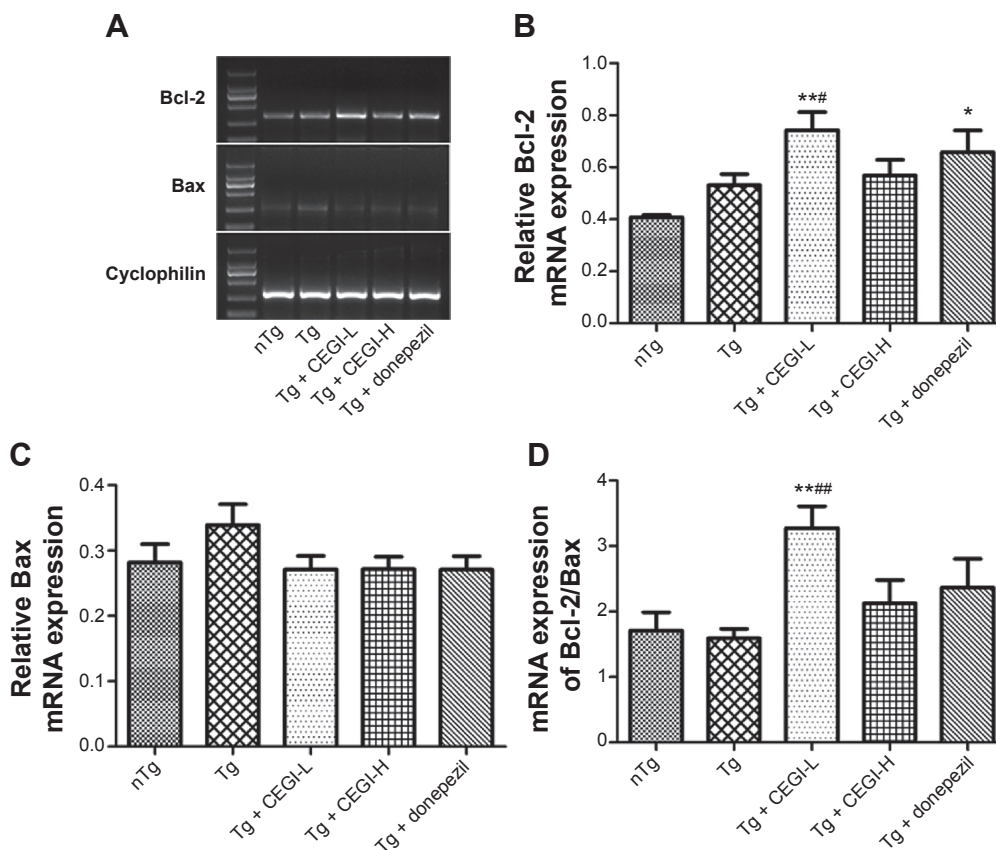 A
Bcl-2
Bax
Cyclophilin
nTg
Tg
Tg + CEGI-L
Tg + CEGI-H
Tg + donepezil
B
Relative Bcl-2
mRNA expression
1.0
0.8
0.6
0.4
0.2
0.0
**#
*
nTg
Tg
Tg + CEGI-L
Tg + CEGI-H
Tg + donepezil
C
Relative Bax
mRNA expression
0.4
0.3
0.2
0.1
0.0
nTg
Tg
Tg + CEGI-L
Tg + CEGI-H
Tg + donepezil
D
mRNA expression
of Bcl-2/Bax
4
3
2
1
0
**##
nTg
Tg
Tg + CEGI-L
Tg + CEGI-H
Tg + donepezil